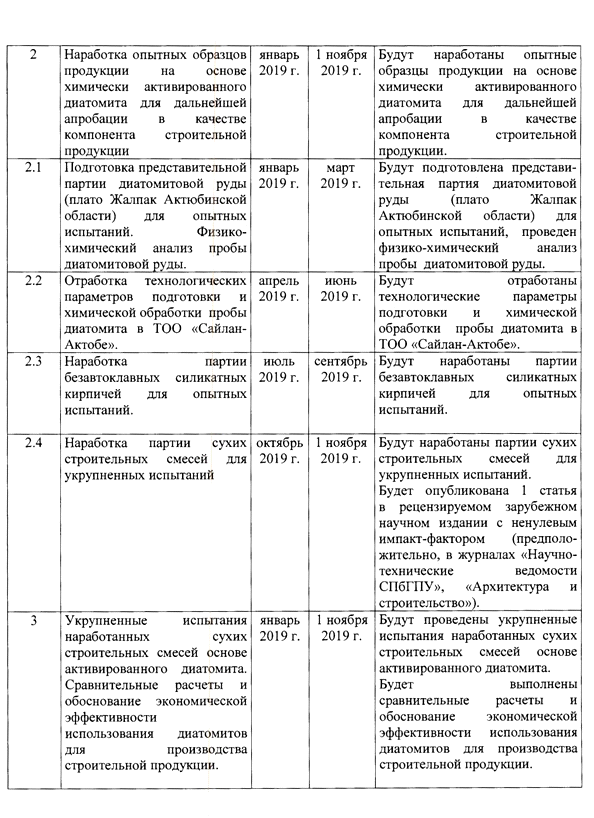 2
Наработка опытных образцов
продукции на основе
химически активированного
диатомита для дальнейшей
апробации в качестве
компонента строительной
продукции
январь
2019 г.
1 ноября
2019 г.
Будут наработаны опытные
образцы продукции на основе
химически активированного
диатомита для дальнейшей
апробации в качестве
компонента строительной
продукции.
2.1
Подготовка представительной
партии диатомитовой руды
(плато Жалпак Актюбинской
области) для опытных
испытаний. Физико-
химический анализ пробы
диатомитовой руды.
январь
2019 г.
март
2019 г.
Будут подготовлена представи-
тельная партия диатомитовой
руды (плато Жалпак
Актюбинской области) для
опытных испытаний, проведен
физико-химический анализ
пробы диатомитовой руды.
2.2
Отработка технологических
параметров подготовки и
химической обработки пробы
диатомита в ТОО «Сайлан-
Актобе».
апрель
2019 г.
июнь
2019 г.
Будут отработаны
технологические параметры
подготовки и химической
обработки пробы диатомита в
ТОО «Сайлан-Актобе».
2.3
Наработка партии
безавтоклавных силикатных
кирпичей для опытных
испытаний.
июль
2019 г.
сентябрь
2019 г.
Будут наработаны партии
безавтоклавных силикатных
кирпичей для опытных
испытаний.
2.4
Наработка партии сухих
строительных смесей для
укрупненных испытаний
октябрь
2019 г.
1 ноября
2019 г.
Будут наработаны партии сухих
строительных смесей для
укрупненных испытаний.
Будет опубликована 1 статья
в рецензируемом зарубежном
научном издании с ненулевым
импакт-фактором (предполо-
жительно, в журналах «Научно-
технические ведомости
СПбГПУ», «Архитектура и
строительство»).
3
Укрупненные испытания
наработанных сухих
строительных смесей основе
активированного диатомита.
Сравнительные расчеты и
обоснование экономической
эффективности
использования диатомитов
для производства
строительной продукции.
январь
2019 г.
1 ноября
2019 г.
Будут проведены укрупненные
испытания наработанных сухих
строительных смесей основе
активированного диатомита.
Будет выполнены
сравнительные расчеты и
обоснование экономической
эффективности использования
диатомитов для производства
строительной продукции.